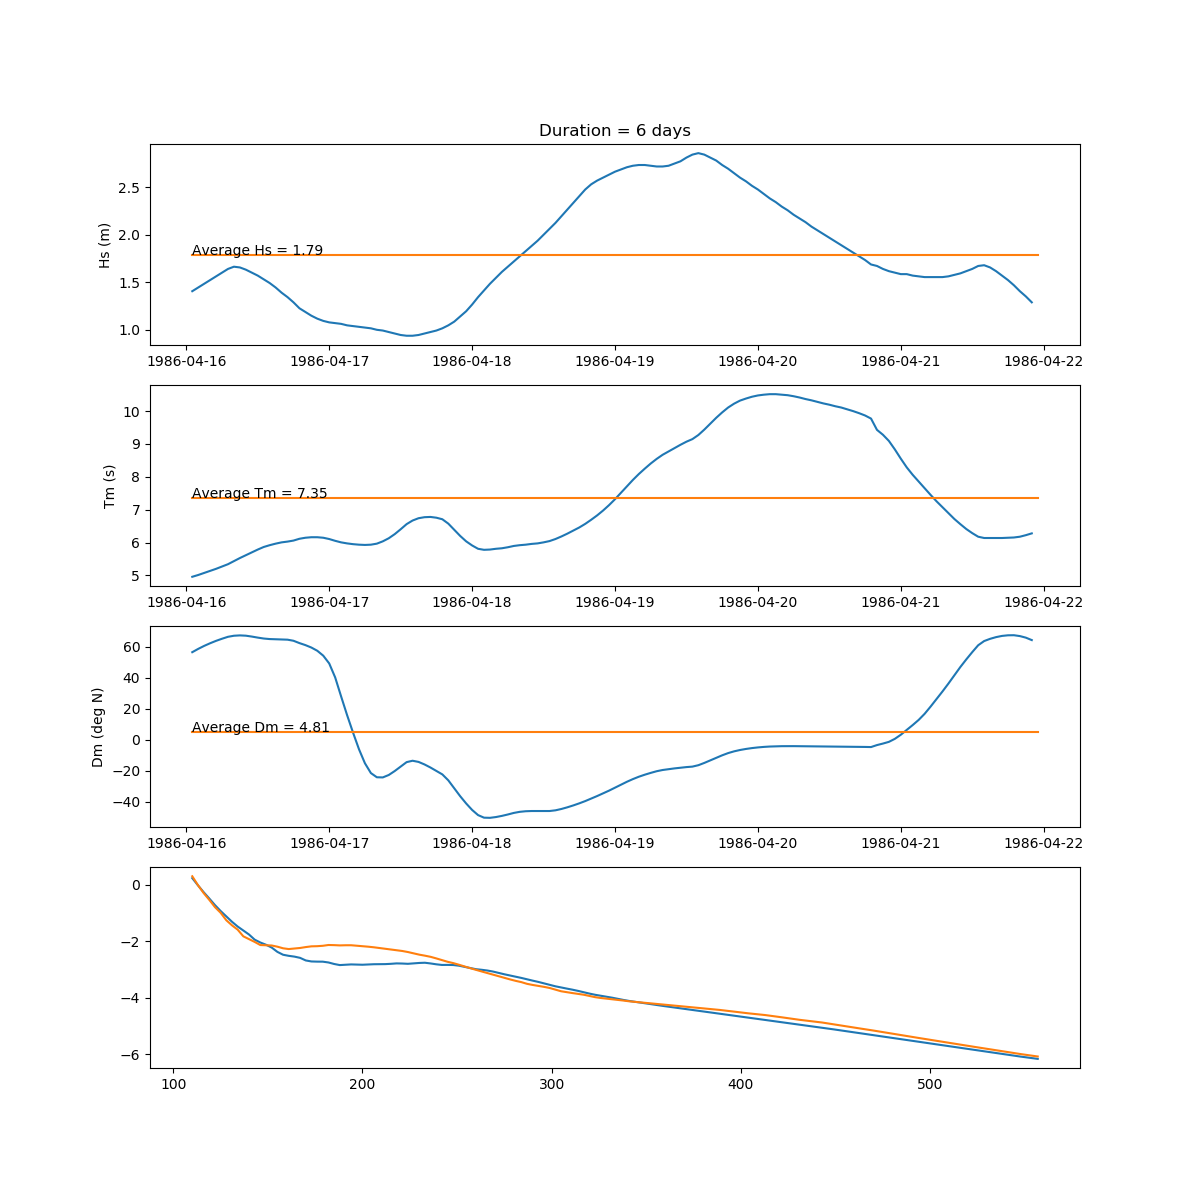 Duration = 6 days
Hs (m)
2.5
2.0
1.5
1.0
Average Hs = 1.79
1986-04-16 1986-04-17 1986-04-18 1986-04-19 1986-04-20 1986-04-21 1986-04-22
Tm (s)
10
9
8
7
6
5
Average Tm = 7.35
1986-04-16 1986-04-17 1986-04-18 1986-04-19 1986-04-20 1986-04-21 1986-04-22
Dm (deg N)
60
40
20
0
−20
−40
Average Dm = 4.81
1986-04-16 1986-04-17 1986-04-18 1986-04-19 1986-04-20 1986-04-21 1986-04-22
0
−2
−4
−6
100 200 300 400 500